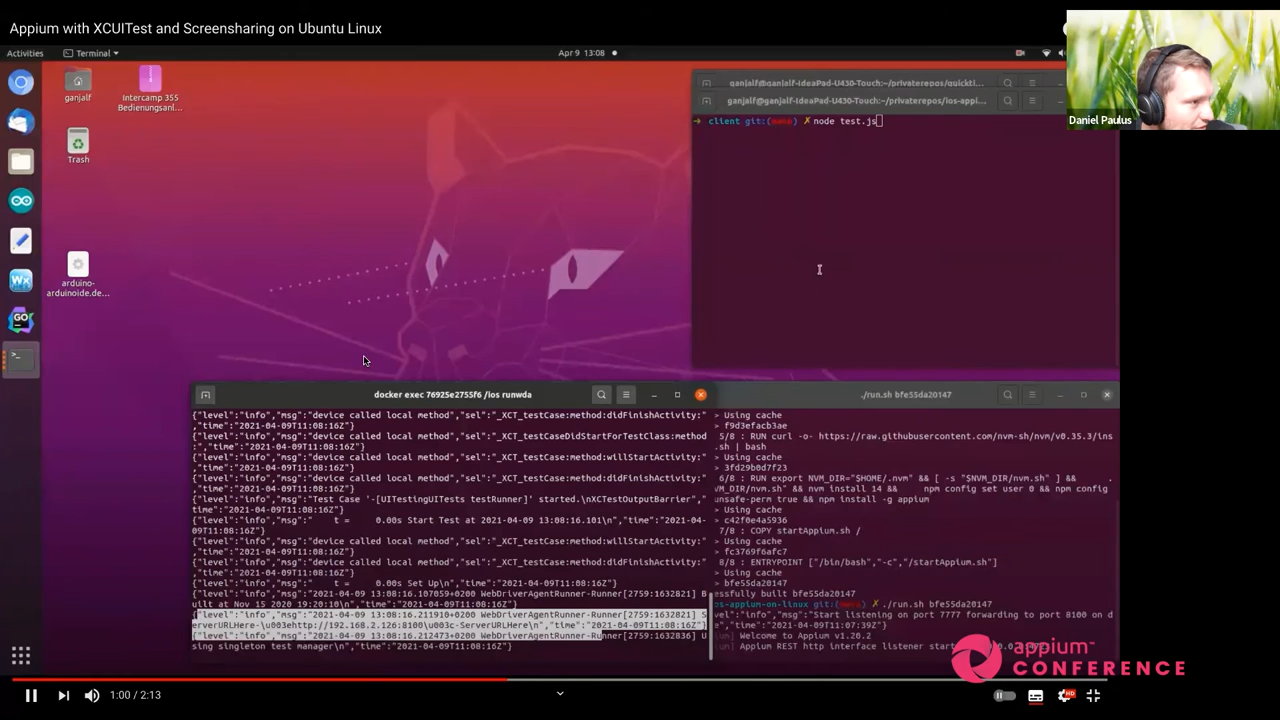 Appium with XCUITest and Screensharing on Ubuntu Linux
Activities
Terminal
Apr 9 13:08
Daniel Paulus
ganjalf
Intercamp 35S
Bedienungsanl...
Trash
arduino-
arduinoide.de...
ganjalf@ganjalf-IdeaPad-U430-Touch:~/privaterepos/quickti...
ganjalf@ganjalf-IdeaPad-U430-Touch:~/privaterepos/ios-appi...
client git:( ) ✗ node test.js
docker exec 76925e2755f6 /ios runwda
{"level":"info","msg":"device called local method","sel":"_XCT_testCase:method:didFinishActivity:"
,"time":"2021-04-09T11:08:16Z"}
{"level":"info","msg":"device called local method","sel":"_XCT_testCaseDidStartForTestClass:method
:","time":"2021-04-09T11:08:16Z"}
{"level":"info","msg":"device called local method","sel":"_XCT_testCase:method:willStartActivity:"
,"time":"2021-04-09T11:08:16Z"}
{"level":"info","msg":"device called local method","sel":"_XCT_testCase:method:didFinishActivity:"
,"time":"2021-04-09T11:08:16Z"}
{"level":"info","msg":"Test Case '-[UITestingUITests testRunner]' started.\nXCTestOutputBarrier","
time":"2021-04-09T11:08:16Z"}
{"level":"info","msg":" t = 0.00s Start Test at 2021-04-09 13:08:16.101\n","time":"2021-04-
09T11:08:16Z"}
{"level":"info","msg":"device called local method","sel":"_XCT_testCase:method:willStartActivity:"
,"time":"2021-04-09T11:08:16Z"}
{"level":"info","msg":"device called local method","sel":"_XCT_testCase:method:didFinishActivity:"
,"time":"2021-04-09T11:08:16Z"}
{"level":"info","msg":" t = 0.00s Set Up\n","time":"2021-04-09T11:08:16Z"}
{"level":"info","msg":"2021-04-09 13:08:16.107059+0200 WebDriverAgentRunner-Runner[2759:1632821] B
uilt at Nov 15 2020 19:20:10\n","time":"2021-04-09T11:08:16Z"}
{"level":"info","msg":"2021-04-09 13:08:16.211910+0200 WebDriverAgentRunner-Runner[2759:1632821] S
erverURLHere-\u003ehttp://192.168.2.126:8100\u003c-ServerURLHere\n","time":"2021-04-09T11:08:16Z"}
{"level":"info","msg":"2021-04-09 13:08:16.212473+0200 WebDriverAgentRunner-Runner[2759:1632836] U
sing singleton test manager\n","time":"2021-04-09T11:08:16Z"}
./run.sh bfe55da20147
> Using cache
> f9d3efacb3ae
5/8 : RUN curl -o- https://raw.githubusercontent.com/nvm-sh/nvm/v0.35.3/ins
.sh | bash
> Using cache
> 3fd29b0d7f23
6/8 : RUN export NVM_DIR="$HOME/.nvm" && [ -s "$NVM_DIR/nvm.sh" ] &&
NVM_DIR/nvm.sh" && nvm install 14 && npm config set user 0 && npm config
unsafe-perm true && npm install -g appium
> Using cache
> c42f0e4a5936
7/8 : COPY startAppium.sh /
> Using cache
> fc3769f6afc7
8/8 : ENTRYPOINT ["/bin/bash","-c","/startAppium.sh"]
> Using cache
> bfe55da20147
essfully built bfe55da20147
os-appium-on-linux git:( ) ✗ ./run.sh bfe55da20147
vel":"info","msg":"Start listening on port 7777 forwarding to port 8100 on d
me":"2021-04-09T11:07:39Z"}
um] Welcome to Appium v1.20.2
um] Appium REST http interface listener star
appium™
CONFERENCE
1:00 / 2:13
HD